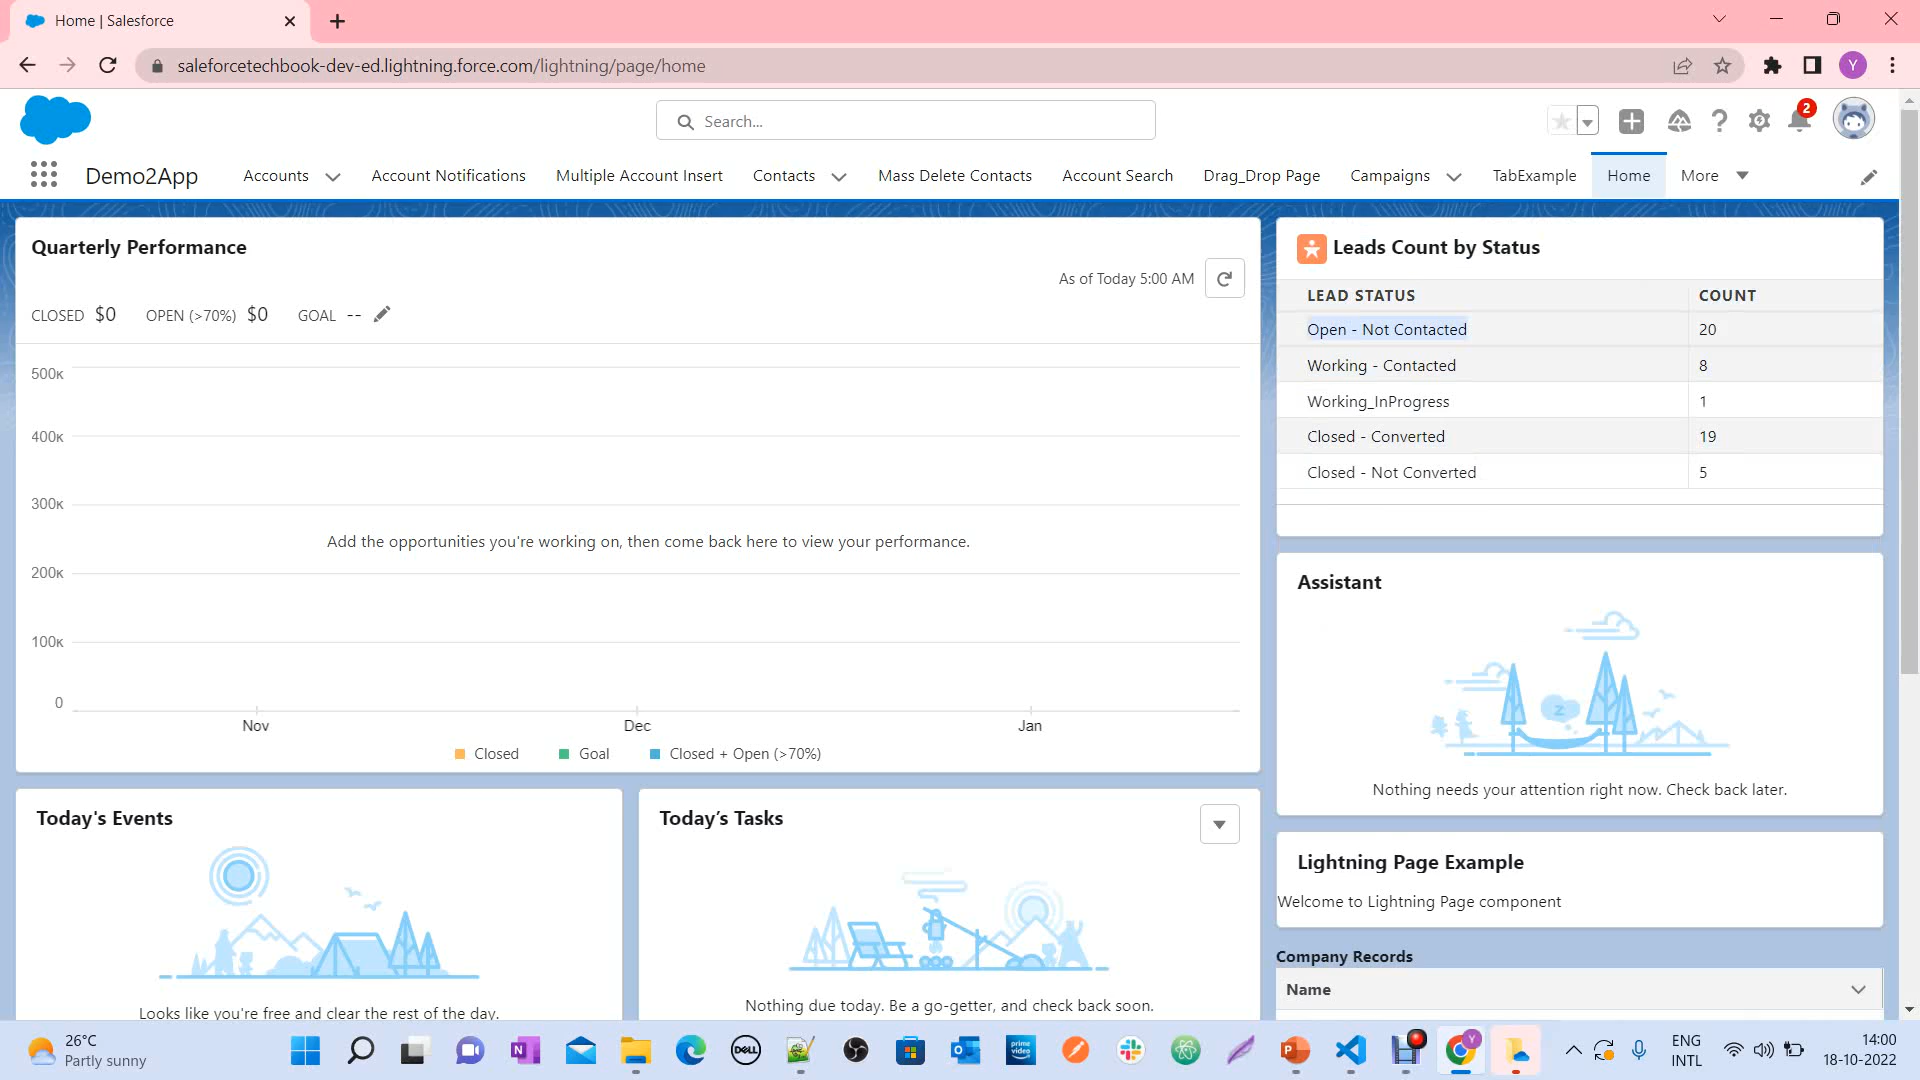 Home | Salesforce
saleforcetechbook-dev-ed.lightning.force.com/lightning/page/home
Y
Search...
2
Demo2App
Accounts
Account Notifications
Multiple Account Insert
Contacts
Mass Delete Contacts
Account Search
Drag_Drop Page
Campaigns
TabExample
Home
More
Quarterly Performance
As of Today 5:00 AM
CLOSED $0 OPEN (>70%) $0 GOAL --
500K
400K
300K
200K
100K
0
Add the opportunities you're working on, then come back here to view your performance.
Nov Dec Jan
Closed Goal Closed + Open (>70%)
Leads Count by Status
LEAD STATUS COUNT
Open - Not Contacted 20
Working - Contacted 8
Working_InProgress 1
Closed - Converted 19
Closed - Not Converted 5
Assistant
z
Nothing needs your attention right now. Check back later.
Today's Events
Looks like you're free and clear the rest of the day.
Today’s Tasks
Nothing due today. Be a go-getter, and check back soon.
Lightning Page Example
Welcome to Lightning Page component
Company Records
Name
26°C
Partly sunny
N
DELL
prime video
P
Y
ENG
INTL
14:00
18-10-2022